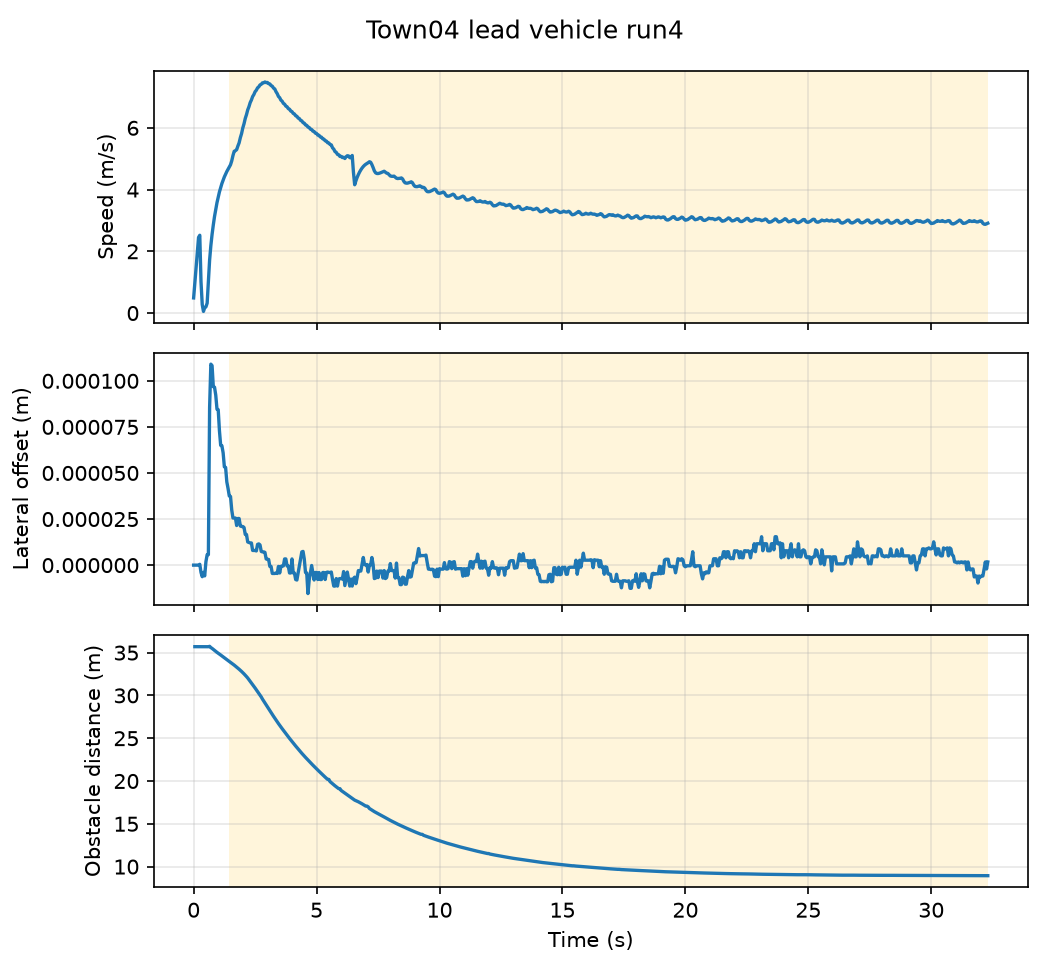 Town04 lead vehicle run4
Speed (m/s)
6
4
2
0
Lateral offset (m)
0.000100
0.000075
0.000050
0.000025
0.000000
Obstacle distance (m)
35
30
25
20
15
10
0 5 10 15 20 25 30
Time (s)